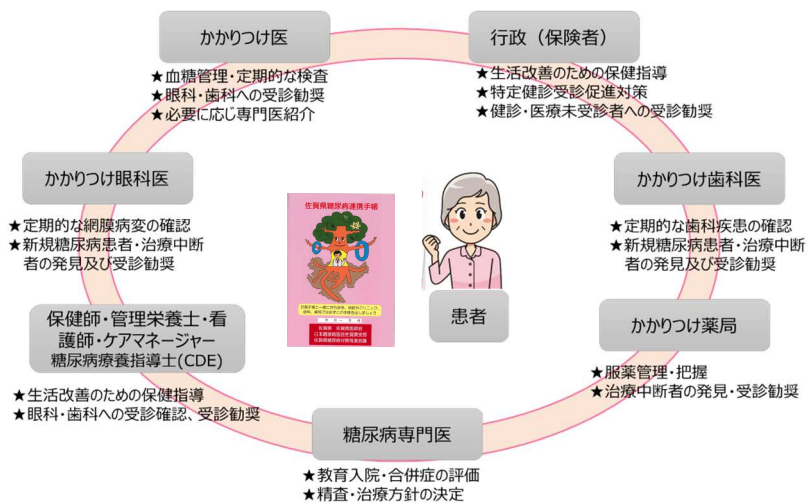 かかりつけ医
★血糖管理・定期的な検査
★眼科・歯科への受診勧奨
★必要に応じ専門医紹介
行政（保険者）
★生活改善のための保健指導
★特定健診受診促進対策
★健診・医療未受診者への受診勧奨
かかりつけ眼科医
★定期的な網膜病変の確認
★新規糖尿病患者・治療中断
者の発見及び受診勧奨
佐賀県糖尿病連携手帳
患者
かかりつけ歯科医
★定期的な歯科疾患の確認
★新規糖尿病患者・治療中断
者の発見及び受診勧奨
保健師・管理栄養士・看
護師・ケアマネージャー
糖尿病療養指導士(CDE)
★生活改善のための保健指導
★眼科・歯科への受診確認、受診勧奨
かかりつけ薬局
★服薬管理・把握
★治療中断者の発見・受診勧奨
糖尿病専門医
★教育入院・合併症の評価
★精査・治療方針の決定